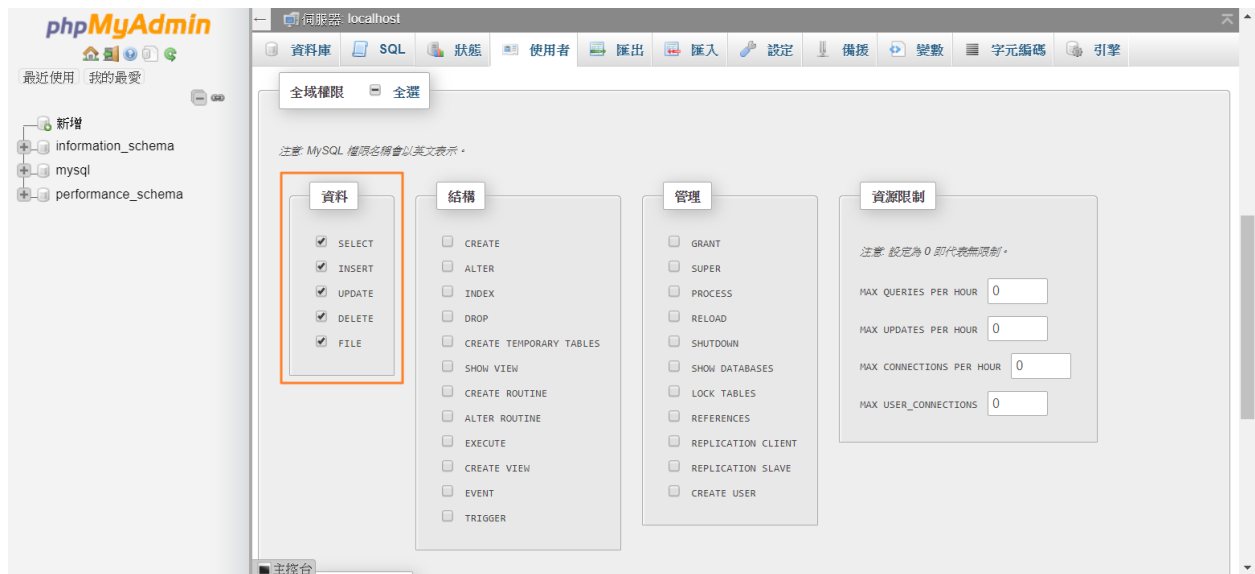 phpMyAdmin
最近使用 我的最愛
新增
information_schema
mysql
performance_schema
伺服器: localhost
資料庫 SQL 狀態 使用者 匯出 匯入 設定 備援 變數 字元編碼 引擎
全域權限 全選
注意: MySQL 權限名稱會以英文表示。
資料
SELECT
INSERT
UPDATE
DELETE
FILE
結構
CREATE
ALTER
INDEX
DROP
CREATE TEMPORARY TABLES
SHOW VIEW
CREATE ROUTINE
ALTER ROUTINE
EXECUTE
CREATE VIEW
EVENT
TRIGGER
管理
GRANT
SUPER
PROCESS
RELOAD
SHUTDOWN
SHOW DATABASES
LOCK TABLES
REFERENCES
REPLICATION CLIENT
REPLICATION SLAVE
CREATE USER
資源限制
注意: 設定為 0 即代表無限制。
MAX QUERIES PER HOUR 0
MAX UPDATES PER HOUR 0
MAX CONNECTIONS PER HOUR 0
MAX USER_CONNECTIONS 0
主控台